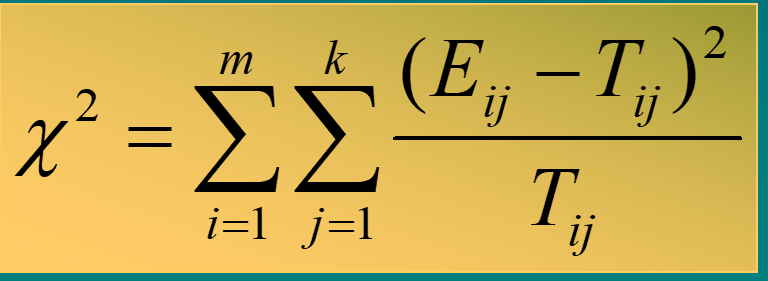 χ² = ∑_{i=1}^{m} ∑_{j=1}^{k} (E_{ij} − T_{ij})² / T_{ij}